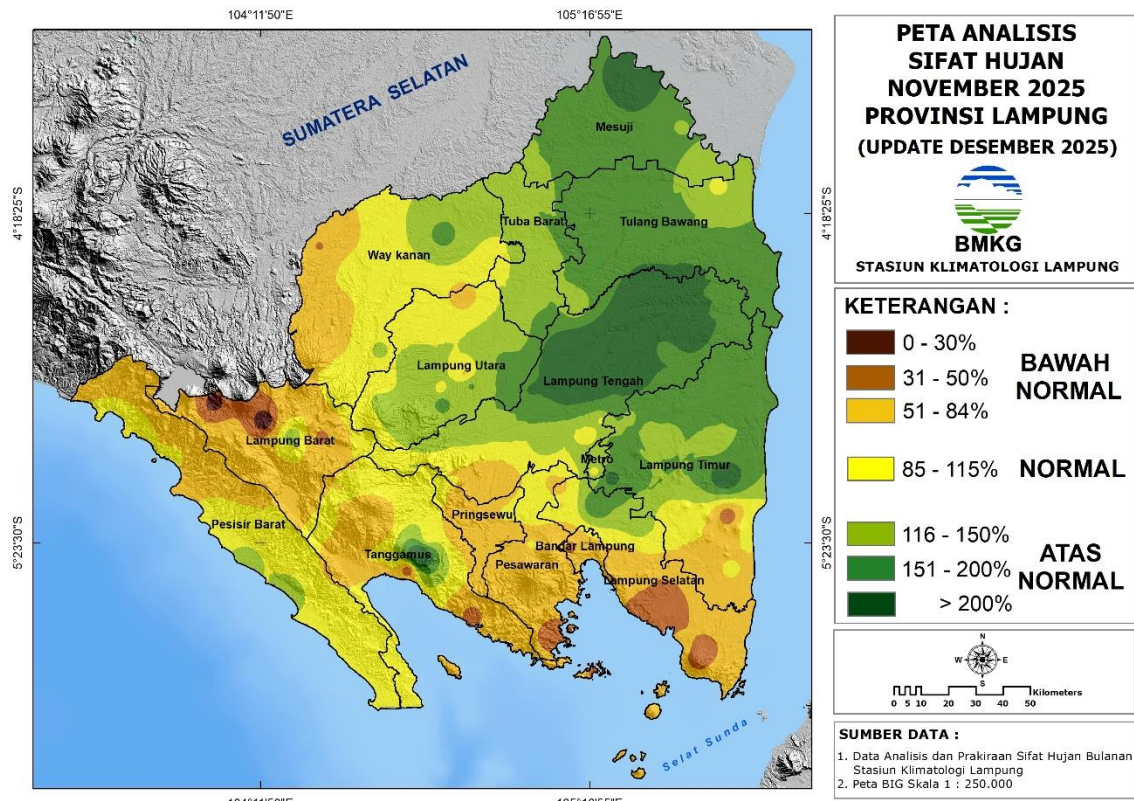 104°11'50"E
105°16'55"E
4°18'25"S
5°23'30"S
4°18'25"S
5°23'30"S
SUMATERA SELATAN
Mesuji
Tuba Barat
Tulang Bawang
Way kanan
Lampung Utara
Lampung Tengah
Lampung Barat
Metro
Lampung Timur
Pesisir Barat
Pringsewu
Tanggamus
Bandar Lampung
Pesawaran
Lampung Selatan
Selat Sunda
PETA ANALISIS
SIFAT HUJAN
NOVEMBER 2025
PROVINSI LAMPUNG
(UPDATE DESEMBER 2025)
BMKG
STASIUN KLIMATOLOGI LAMPUNG
KETERANGAN :
0 - 30%
31 - 50%
51 - 84%
BAWAH
NORMAL
85 - 115%
NORMAL
116 - 150%
151 - 200%
> 200%
ATAS
NORMAL
N
W
E
S
Kilometers
0 5 10 20 30 40 50
SUMBER DATA :
1. Data Analisis dan Prakiraan Sifat Hujan Bulanan
Stasiun Klimatologi Lampung
2. Peta BIG Skala 1 : 250.000